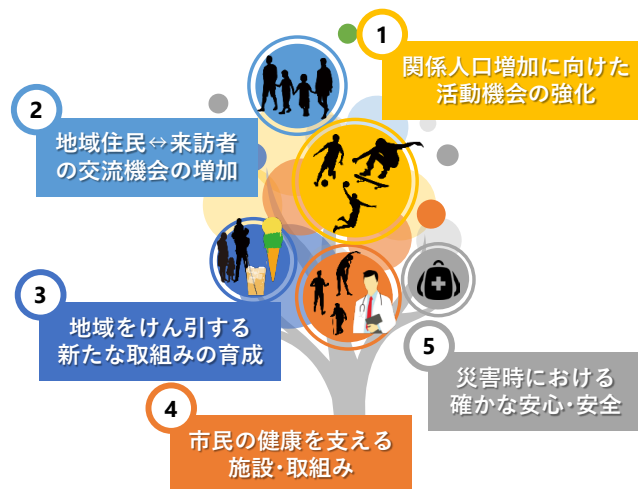 1
関係人口増加に向けた
活動機会の強化
2
地域住民↔来訪者
の交流機会の増加
3
地域をけん引する
新たな取組みの育成
4
市民の健康を支える
施設・取組み
5
災害時における
確かな安心・安全